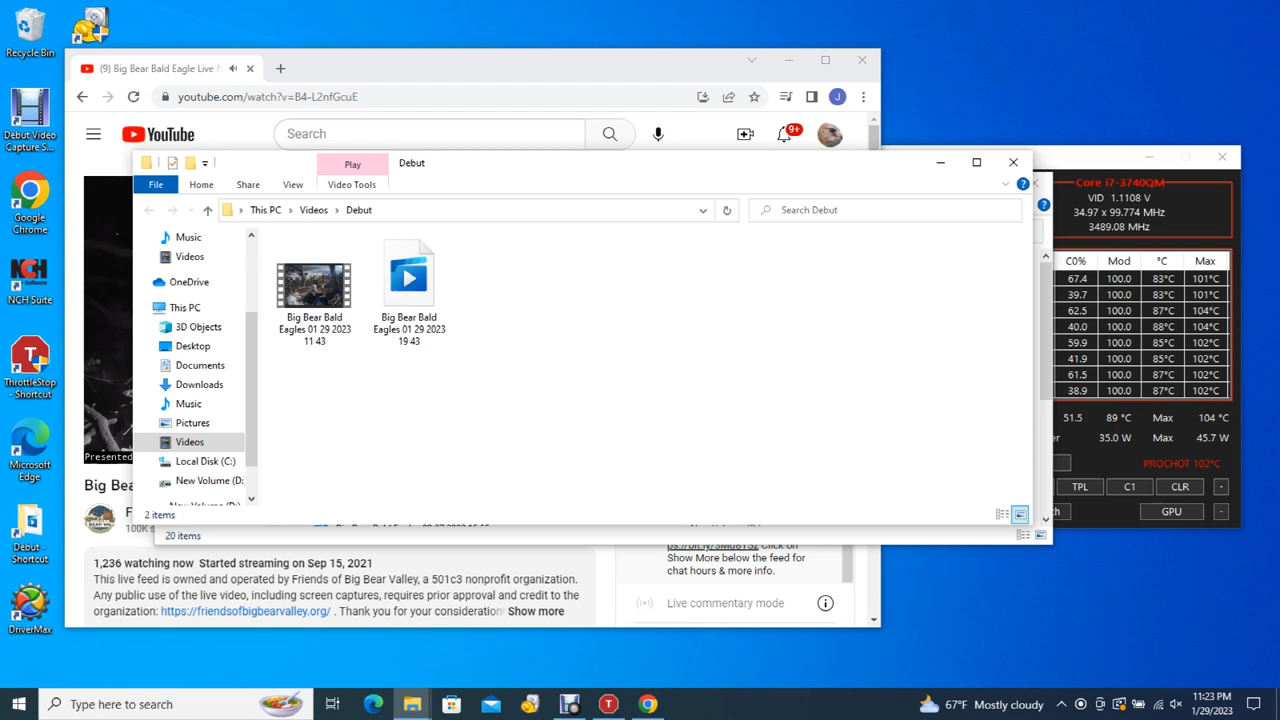 Recycle Bin
Debut Video
Capture S...
Google
Chrome
NCH
Software
NCH Suite
ThrottleStop
- Shortcut
Microsoft
Edge
Debut -
Shortcut
DriverMax
(9) Big Bear Bald Eagle Live N
youtube.com/watch?v=B4-L2nfGcuE
J
YouTube
Search
9+
Play
Debut
File
Home
Share
View
Video Tools
This PC
Videos
Debut
Search Debut
Music
Videos
OneDrive
This PC
3D Objects
Desktop
Documents
Downloads
Music
Pictures
Videos
Local Disk (C:)
New Volume (D:
Big Bear Bald
Eagles 01 29 2023
11 43
Big Bear Bald
Eagles 01 29 2023
19 43
2 items
20 items
Core i7-3740QM
VID 1.1108 V
34.97 x 99.774 MHz
3489.08 MHz
C0% Mod °C Max
67.4 100.0 83°C 101°C
39.7 100.0 83°C 101°C
62.5 100.0 87°C 104°C
40.0 100.0 88°C 104°C
59.9 100.0 85°C 102°C
41.9 100.0 85°C 102°C
61.5 100.0 87°C 102°C
38.9 100.0 87°C 102°C
51.5 89 °C Max 104 °C
er 35.0 W Max 45.7 W
PROCHOT 102°C
TPL C1 CLR -
GPU -
Presented
Big Bea
F
100K s
1,236 watching now Started streaming on Sep 15, 2021
This live feed is owned and operated by Friends of Big Bear Valley, a 501c3 nonprofit organization.
Any public use of the live video, including screen captures, requires prior approval and credit to the
organization: https://friendsofbigbearvalley.org/ . Thank you for your consideration Show more
Click on
Show More below the feed for
chat hours & more info.
Live commentary mode
Type here to search
67°F Mostly cloudy
11:23 PM
1/29/2023